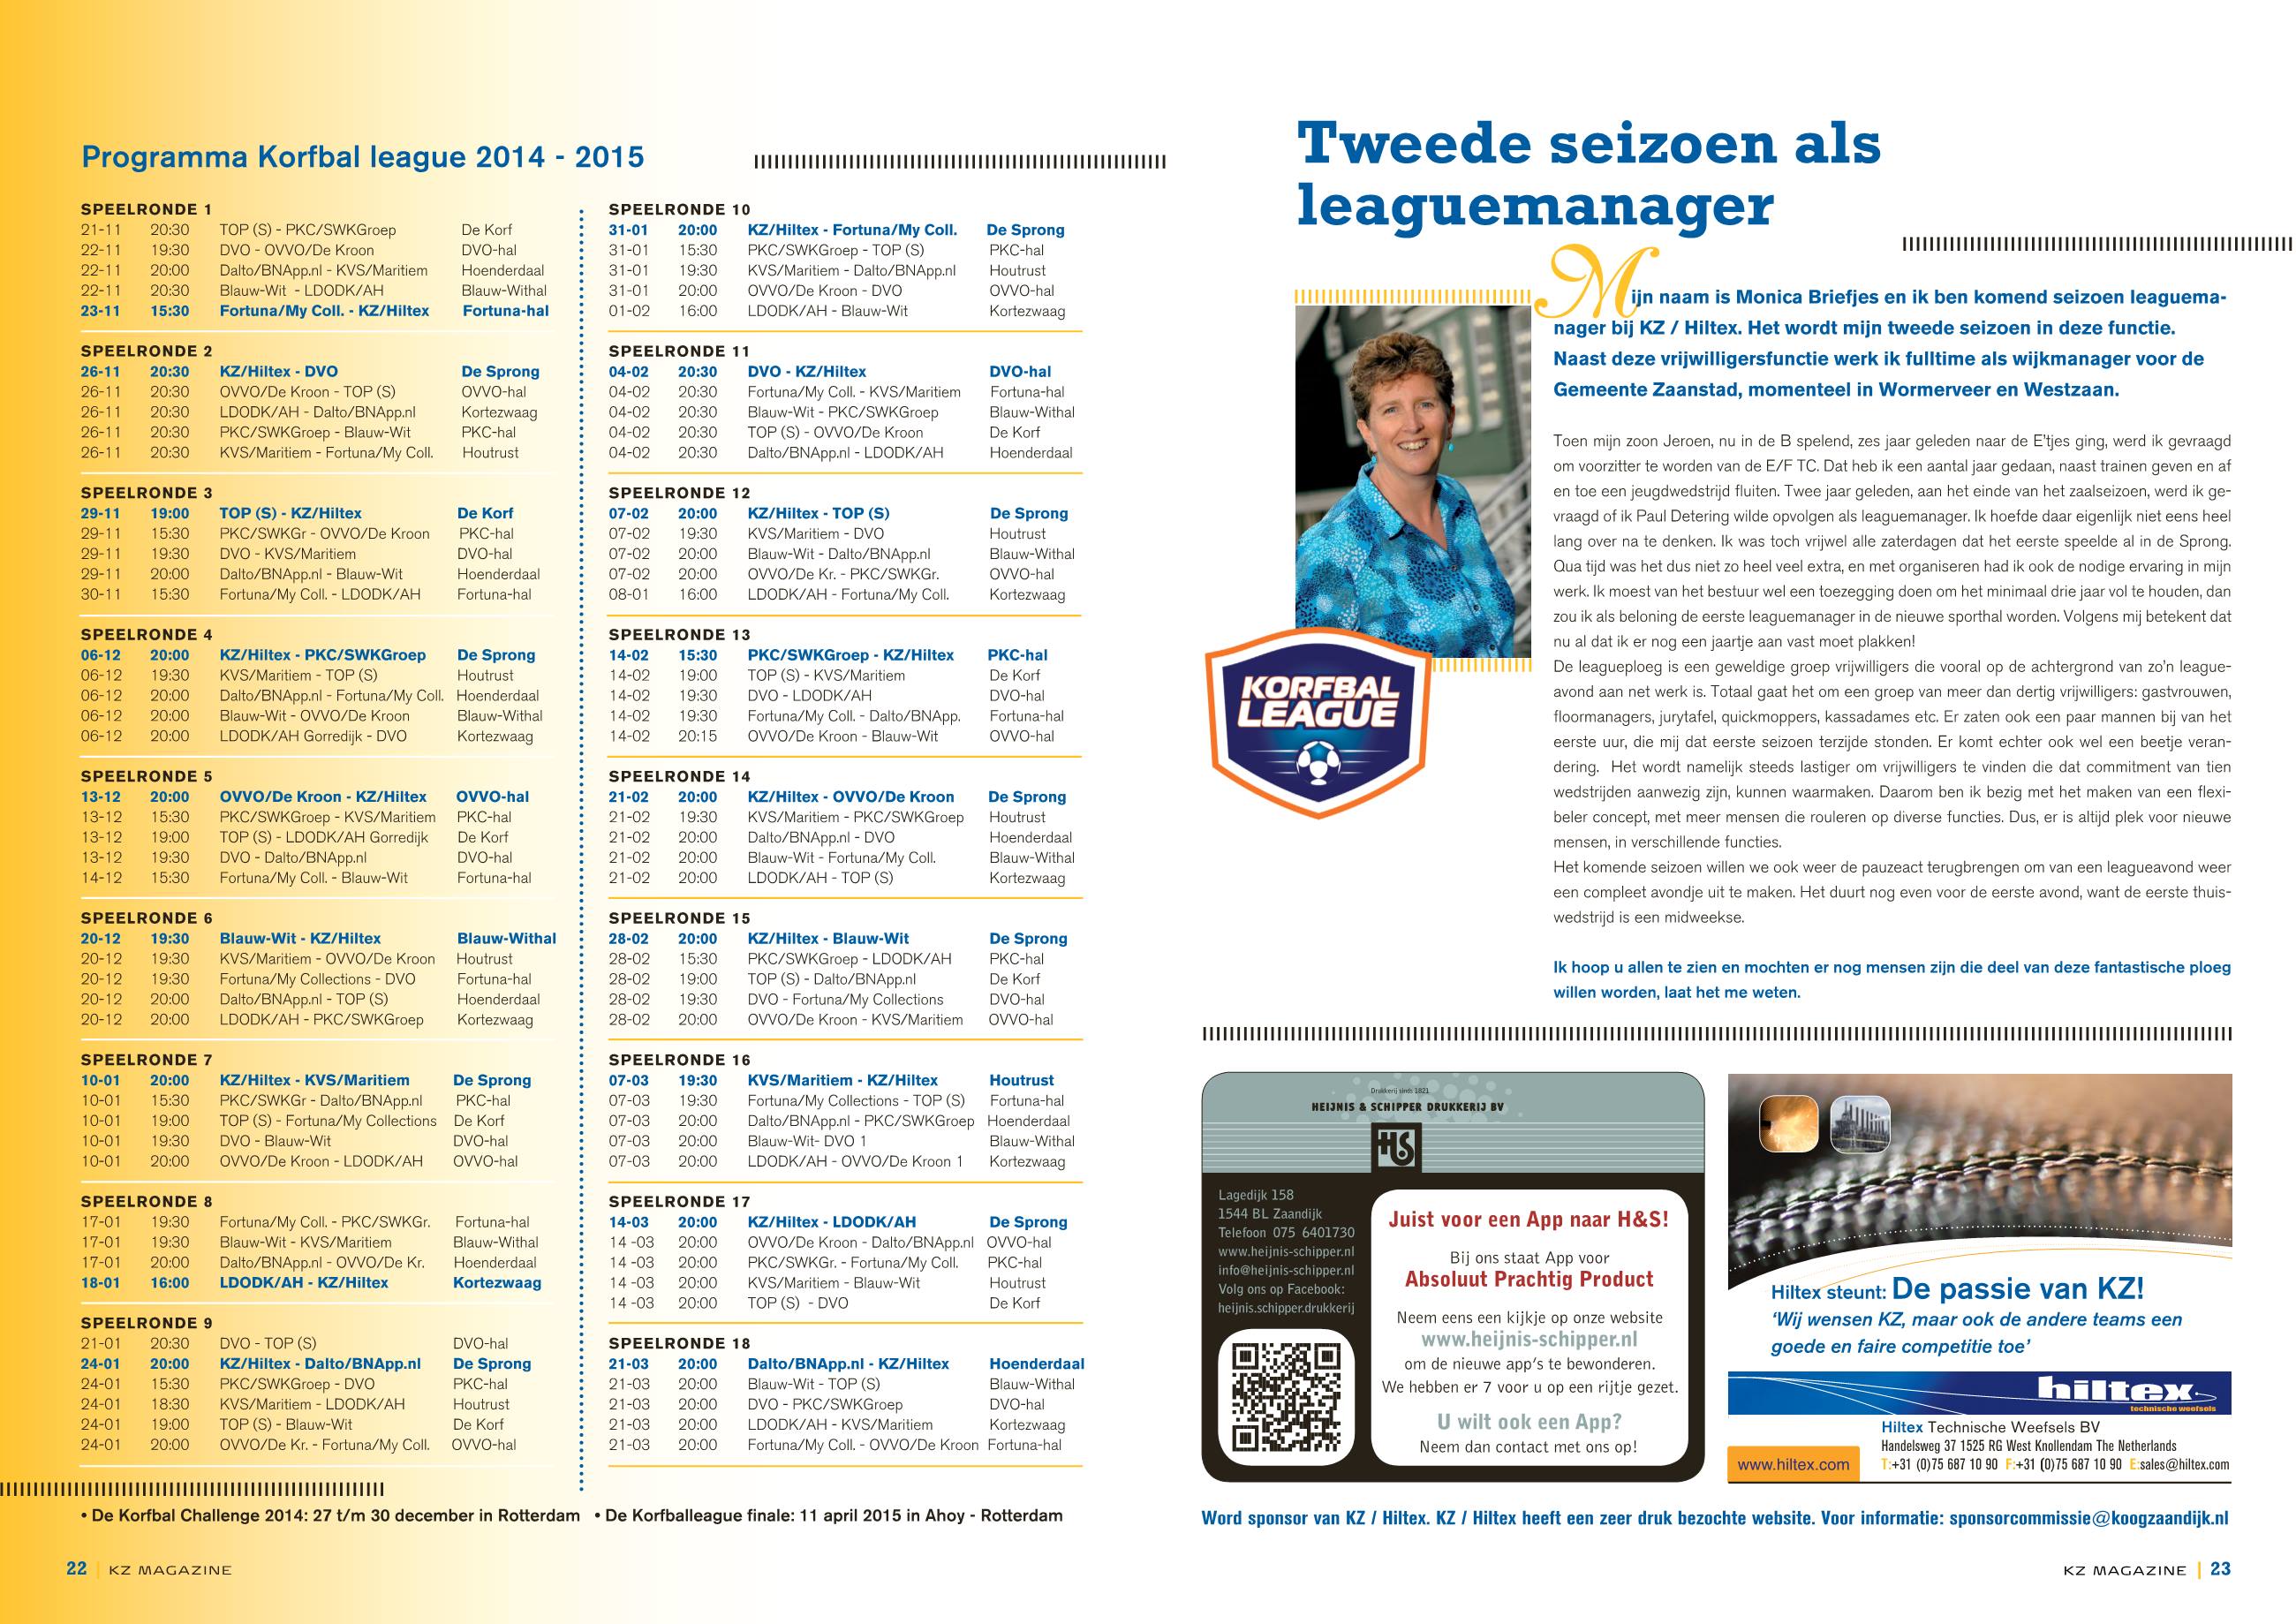 Programma Korfbal league 2014 - 2015
SPEELRONDE 1
21-11 20:30 TOP (S) - PKC/SWKGroep De Korf
22-11 19:30 DVO - OVVO/De Kroon DVO-hal
22-11 20:00 Dalto/BNApp.nl - KVS/Maritiem Hoenderdaal
22-11 20:30 Blauw-Wit - LDODK/AH Blauw-Withal
23-11 15:30 Fortuna/My Coll. - KZ/Hiltex Fortuna-hal
SPEELRONDE 2
26-11 20:30 KZ/Hiltex - DVO De Sprong
26-11 20:30 OVVO/De Kroon - TOP (S) OVVO-hal
26-11 20:30 LDODK/AH - Dalto/BNApp.nl Kortezwaag
26-11 20:30 PKC/SWKGroep - Blauw-Wit PKC-hal
26-11 20:30 KVS/Maritiem - Fortuna/My Coll. Houtrust
SPEELRONDE 3
29-11 19:00 TOP (S) - KZ/Hiltex De Korf
29-11 15:30 PKC/SWKGr - OVVO/De Kroon PKC-hal
29-11 19:30 DVO - KVS/Maritiem DVO-hal
29-11 20:00 Dalto/BNApp.nl - Blauw-Wit Hoenderdaal
30-11 15:30 Fortuna/My Coll. - LDODK/AH Fortuna-hal
SPEELRONDE 4
06-12 20:00 KZ/Hiltex - PKC/SWKGroep De Sprong
06-12 19:30 KVS/Maritiem - TOP (S) Houtrust
06-12 20:00 Dalto/BNApp.nl - Fortuna/My Coll. Hoenderdaal
06-12 20:00 Blauw-Wit - OVVO/De Kroon Blauw-Withal
06-12 20:00 LDODK/AH Gorredijk - DVO Kortezwaag
SPEELRONDE 5
13-12 20:00 OVVO/De Kroon - KZ/Hiltex OVVO-hal
13-12 15:30 PKC/SWKGroep - KVS/Maritiem PKC-hal
13-12 19:00 TOP (S) - LDODK/AH Gorredijk De Korf
13-12 19:30 DVO - Dalto/BNApp.nl DVO-hal
14-12 15:30 Fortuna/My Coll. - Blauw-Wit Fortuna-hal
SPEELRONDE 6
20-12 19:30 Blauw-Wit - KZ/Hiltex Blauw-Withal
20-12 19:30 KVS/Maritiem - OVVO/De Kroon Houtrust
20-12 19:30 Fortuna/My Collections - DVO Fortuna-hal
20-12 20:00 Dalto/BNApp.nl - TOP (S) Hoenderdaal
20-12 20:00 LDODK/AH - PKC/SWKGroep Kortezwaag
SPEELRONDE 7
10-01 20:00 KZ/Hiltex - KVS/Maritiem De Sprong
10-01 15:30 PKC/SWKGr - Dalto/BNApp.nl PKC-hal
10-01 19:00 TOP (S) - Fortuna/My Collections De Korf
10-01 19:30 DVO - Blauw-Wit DVO-hal
10-01 20:00 OVVO/De Kroon - LDODK/AH OVVO-hal
SPEELRONDE 8
17-01 19:30 Fortuna/My Coll. - PKC/SWKGr. Fortuna-hal
17-01 19:30 Blauw-Wit - KVS/Maritiem Blauw-Withal
17-01 20:00 Dalto/BNApp.nl - OVVO/De Kr. Hoenderdaal
18-01 16:00 LDODK/AH - KZ/Hiltex Kortezwaag
SPEELRONDE 9
21-01 20:30 DVO - TOP (S) DVO-hal
24-01 20:00 KZ/Hiltex - Dalto/BNApp.nl De Sprong
24-01 15:30 PKC/SWKGroep - DVO PKC-hal
24-01 18:30 KVS/Maritiem - LDODK/AH Houtrust
24-01 19:00 TOP (S) - Blauw-Wit De Korf
24-01 20:00 OVVO/De Kr. - Fortuna/My Coll. OVVO-hal
SPEELRONDE 10
31-01 20:00 KZ/Hiltex - Fortuna/My Coll. De Sprong
31-01 15:30 PKC/SWKGroep - TOP (S) PKC-hal
31-01 19:30 KVS/Maritiem - Dalto/BNApp.nl Houtrust
31-01 20:00 OVVO/De Kroon - DVO OVVO-hal
01-02 16:00 LDODK/AH - Blauw-Wit Kortezwaag
SPEELRONDE 11
04-02 20:30 DVO - KZ/Hiltex DVO-hal
04-02 20:30 Fortuna/My Coll. - KVS/Maritiem Fortuna-hal
04-02 20:30 Blauw-Wit - PKC/SWKGroep Blauw-Withal
04-02 20:30 TOP (S) - OVVO/De Kroon De Korf
04-02 20:30 Dalto/BNApp.nl - LDODK/AH Hoenderdaal
SPEELRONDE 12
07-02 20:00 KZ/Hiltex - TOP (S) De Sprong
07-02 19:30 KVS/Maritiem - DVO Houtrust
07-02 20:00 Blauw-Wit - Dalto/BNApp.nl Blauw-Withal
07-02 20:00 OVVO/De Kr. - PKC/SWKGr. OVVO-hal
08-01 16:00 LDODK/AH - Fortuna/My Coll. Kortezwaag
SPEELRONDE 13
14-02 15:30 PKC/SWKGroep - KZ/Hiltex PKC-hal
14-02 19:00 TOP (S) - KVS/Maritiem De Korf
14-02 19:30 DVO - LDODK/AH DVO-hal
14-02 19:30 Fortuna/My Coll. - Dalto/BNApp. Fortuna-hal
14-02 20:15 OVVO/De Kroon - Blauw-Wit OVVO-hal
SPEELRONDE 14
21-02 20:00 KZ/Hiltex - OVVO/De Kroon De Sprong
21-02 19:30 KVS/Maritiem - PKC/SWKGroep Houtrust
21-02 20:00 Dalto/BNApp.nl - DVO Hoenderdaal
21-02 20:00 Blauw-Wit - Fortuna/My Coll. Blauw-Withal
21-02 20:00 LDODK/AH - TOP (S) Kortezwaag
SPEELRONDE 15
28-02 20:00 KZ/Hiltex - Blauw-Wit De Sprong
28-02 15:30 PKC/SWKGroep - LDODK/AH PKC-hal
28-02 19:00 TOP (S) - Dalto/BNApp.nl De Korf
28-02 19:30 DVO - Fortuna/My Collections DVO-hal
28-02 20:00 OVVO/De Kroon - KVS/Maritiem OVVO-hal
SPEELRONDE 16
07-03 19:30 KVS/Maritiem - KZ/Hiltex Houtrust
07-03 19:30 Fortuna/My Collections - TOP (S) Fortuna-hal
07-03 20:00 Dalto/BNApp.nl - PKC/SWKGroep Hoenderdaal
07-03 20:00 Blauw-Wit- DVO 1 Blauw-Withal
07-03 20:00 LDODK/AH - OVVO/De Kroon 1 Kortezwaag
SPEELRONDE 17
14-03 20:00 KZ/Hiltex - LDODK/AH De Sprong
14 -03 20:00 OVVO/De Kroon - Dalto/BNApp.nl OVVO-hal
14 -03 20:00 PKC/SWKGr. - Fortuna/My Coll. PKC-hal
14 -03 20:00 KVS/Maritiem - Blauw-Wit Houtrust
14 -03 20:00 TOP (S) - DVO De Korf
SPEELRONDE 18
21-03 20:00 Dalto/BNApp.nl - KZ/Hiltex Hoenderdaal
21-03 20:00 Blauw-Wit - TOP (S) Blauw-Withal
21-03 20:00 DVO - PKC/SWKGroep DVO-hal
21-03 20:00 LDODK/AH - KVS/Maritiem Kortezwaag
21-03 20:00 Fortuna/My Coll. - OVVO/De Kroon Fortuna-hal
• De Korfbal Challenge 2014: 27 t/m 30 december in Rotterdam • De Korfballeague finale: 11 april 2015 in Ahoy - Rotterdam
22 | KZ MAGAZINE
Tweede seizoen als
leaguemanager
Mijn naam is Monica Briefjes en ik ben komend seizoen leaguema-
nager bij KZ / Hiltex. Het wordt mijn tweede seizoen in deze functie.
Naast deze vrijwilligersfunctie werk ik fulltime als wijkmanager voor de
Gemeente Zaanstad, momenteel in Wormerveer en Westzaan.
Toen mijn zoon Jeroen, nu in de B spelend, zes jaar geleden naar de E'tjes ging, werd ik gevraagd
om voorzitter te worden van de E/F TC. Dat heb ik een aantal jaar gedaan, naast trainen geven en af
en toe een jeugdwedstrijd fluiten. Twee jaar geleden, aan het einde van het zaalseizoen, werd ik ge-
vraagd of ik Paul Detering wilde opvolgen als leaguemanager. Ik hoefde daar eigenlijk niet eens heel
lang over na te denken. Ik was toch vrijwel alle zaterdagen dat het eerste speelde al in de Sprong.
Qua tijd was het dus niet zo heel veel extra, en met organiseren had ik ook de nodige ervaring in mijn
werk. Ik moest van het bestuur wel een toezegging doen om het minimaal drie jaar vol te houden, dan
zou ik als beloning de eerste leaguemanager in de nieuwe sporthal worden. Volgens mij betekent dat
nu al dat ik er nog een jaartje aan vast moet plakken!
De leagueploeg is een geweldige groep vrijwilligers die vooral op de achtergrond van zo'n league-
avond aan net werk is. Totaal gaat het om een groep van meer dan dertig vrijwilligers: gastvrouwen,
floormanagers, jurytafel, quickmoppers, kassadames etc. Er zaten ook een paar mannen bij van het
eerste uur, die mij dat eerste seizoen terzijde stonden. Er komt echter ook wel een beetje veran-
dering. Het wordt namelijk steeds lastiger om vrijwilligers te vinden die dat commitment van tien
wedstrijden aanwezig zijn, kunnen waarmaken. Daarom ben ik bezig met het maken van een flexi-
beler concept, met meer mensen die rouleren op diverse functies. Dus, er is altijd plek voor nieuwe
mensen, in verschillende functies.
Het komende seizoen willen we ook weer de pauzeact terugbrengen om van een leagueavond weer
een compleet avondje uit te maken. Het duurt nog even voor de eerste avond, want de eerste thuis-
wedstrijd is een midweekse.
Ik hoop u allen te zien en mochten er nog mensen zijn die deel van deze fantastische ploeg
willen worden, laat het me weten.
KORFBAL
LEAGUE
Drukkerij sinds 1821
HEIJNIS & SCHIPPER DRUKKERIJ BV
HS
Lagedijk 158
1544 BL Zaandijk
Telefoon 075 6401730
www.heijnis-schipper.nl
info@heijnis-schipper.nl
Volg ons op Facebook:
heijnis.schipper.drukkerij
Juist voor een App naar H&S!
Bij ons staat App voor
Absoluut Prachtig Product
Neem eens een kijkje op onze website
www.heijnis-schipper.nl
om de nieuwe app's te bewonderen.
We hebben er 7 voor u op een rijtje gezet.
U wilt ook een App?
Neem dan contact met ons op!
Hiltex steunt: De passie van KZ!
‘Wij wensen KZ, maar ook de andere teams een
goede en faire competitie toe’
hiltex
technische weefsels
Hiltex Technische Weefsels BV
Handelsweg 37 1525 RG West Knollendam The Netherlands
www.hiltex.com T:+31 (0)75 687 10 90 F:+31 (0)75 687 10 90 E:sales@hiltex.com
Word sponsor van KZ / Hiltex. KZ / Hiltex heeft een zeer druk bezochte website. Voor informatie: sponsorcommissie@koogzaandijk.nl
KZ MAGAZINE | 23